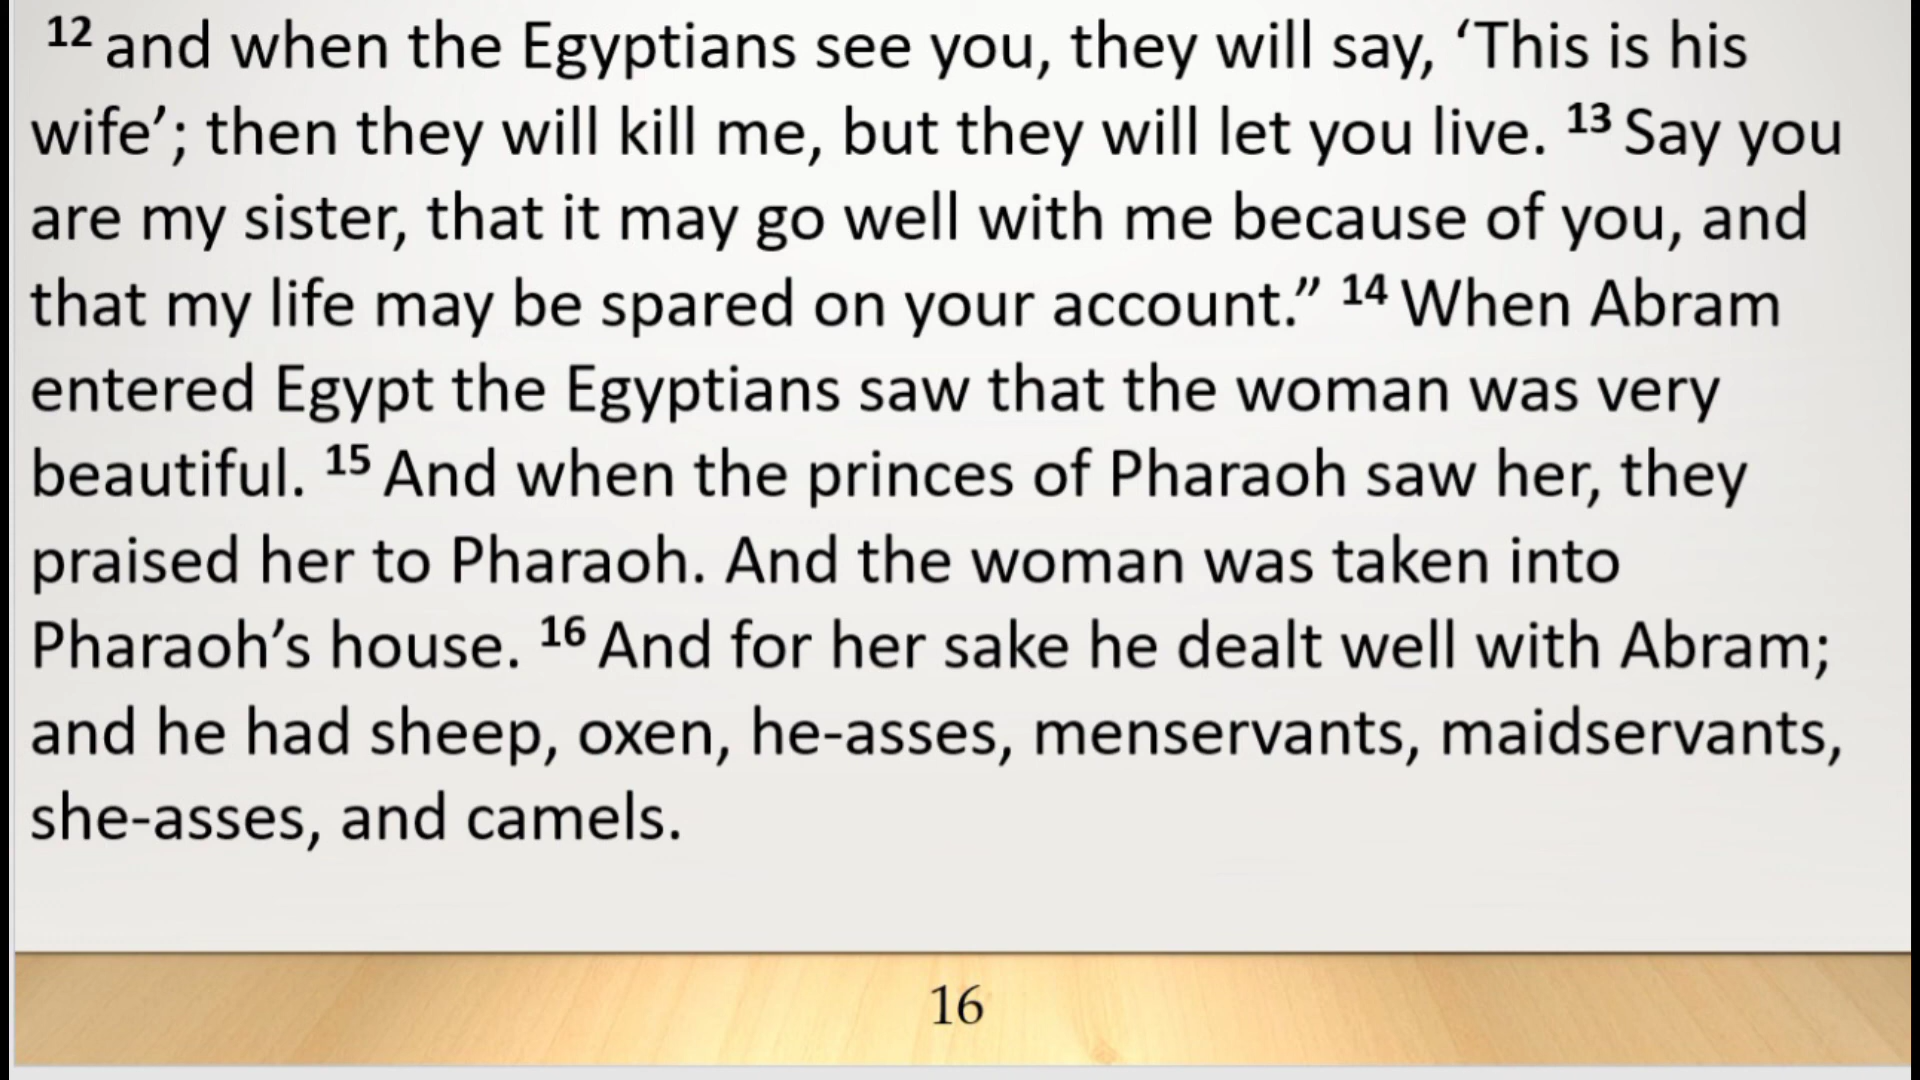 12 and when the Egyptians see you, they will say, ‘This is his
wife’; then they will kill me, but they will let you live. 13 Say you
are my sister, that it may go well with me because of you, and
that my life may be spared on your account.” 14 When Abram
entered Egypt the Egyptians saw that the woman was very
beautiful. 15 And when the princes of Pharaoh saw her, they
praised her to Pharaoh. And the woman was taken into
Pharaoh’s house. 16 And for her sake he dealt well with Abram;
and he had sheep, oxen, he-asses, menservants, maidservants,
she-asses, and camels.
16